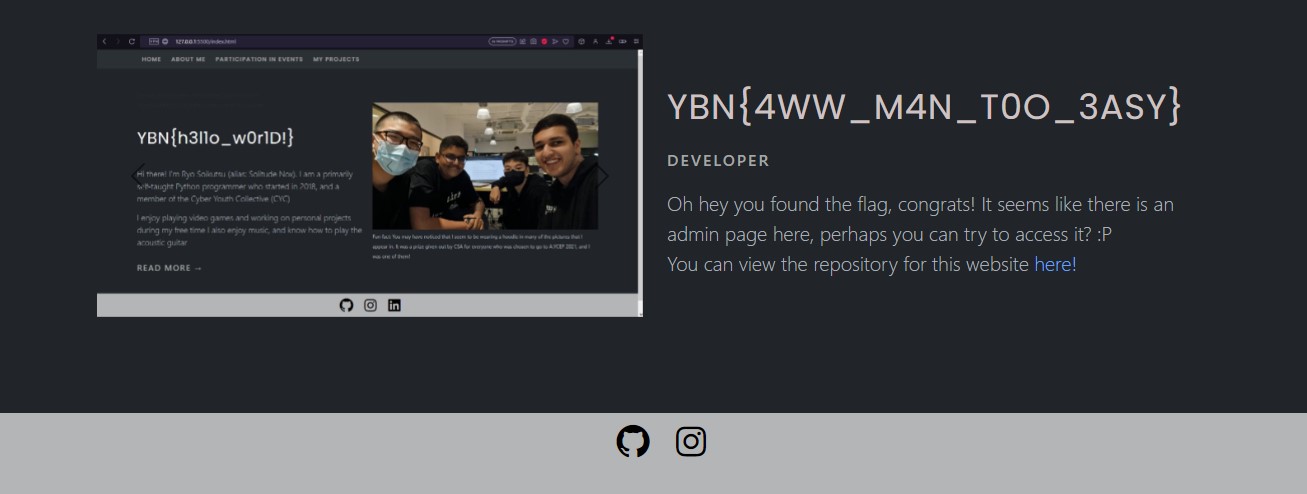 127.0.0.1:5500/index.html
HOME ABOUT ME PARTICIPATION IN EVENTS MY PROJECTS
YBN{h3l1o_w0r1D!}
Hi there! I'm Ryo Soikutsu (alias: Solitude Nox). I am a primarily
self-taught Python programmer who started in 2018, and a
member of the Cyber Youth Collective (CYC)
I enjoy playing video games and working on personal projects
during my free time I also enjoy music, and know how to play the
acoustic guitar
READ MORE →
Fun fact: You may have noticed that I seem to be wearing a hoodie in many of the pictures that I
appear in. It was a prize given out by CSA for everyone who was chosen to go to A-YCEP 2021, and I
was one of them!
YBN{4WW_M4N_T0O_3ASY}
DEVELOPER
Oh hey you found the flag, congrats! It seems like there is an
admin page here, perhaps you can try to access it? :P
You can view the repository for this website here!